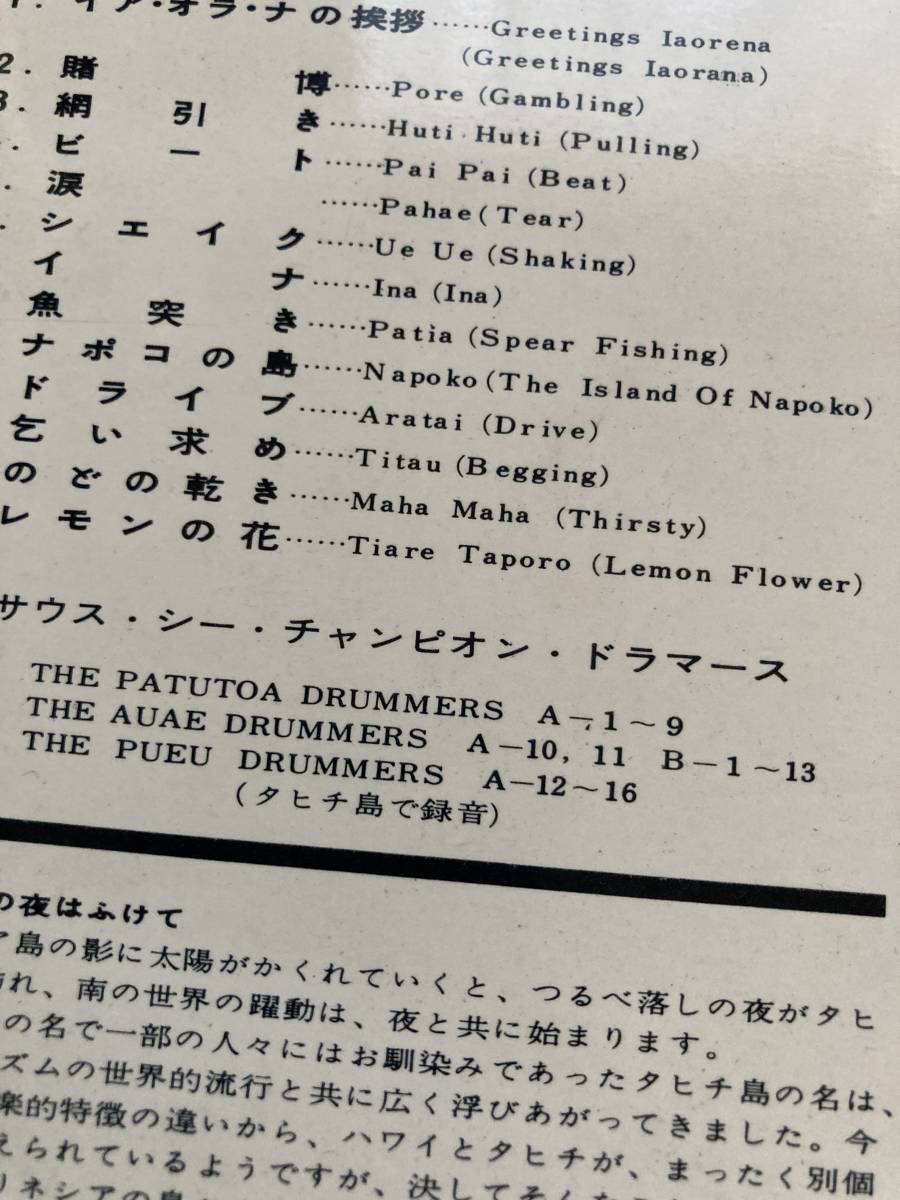 1. イア・オラ・ナの挨拶……Greetings Iaorena
(Greetings Iaorana)
2. 賭博……Pore (Gambling)
3. 網引き……Huti Huti (Pulling)
. ビート……Pai Pai (Beat)
. 涙……Pahae (Tear)
. シェイク……Ue Ue (Shaking)
イナ……Ina (Ina)
魚突き……Patia (Spear Fishing)
ナポコの島……Napoko (The Island Of Napoko)
ドライブ……Aratai (Drive)
乞い求め……Titau (Begging)
のどの乾き……Maha Maha (Thirsty)
レモンの花……Tiare Taporo (Lemon Flower)
サウス・シー・チャンピオン・ドラマース
THE PATUTOA DRUMMERS A-1～9
THE AUAE DRUMMERS A-10, 11 B-1～13
THE PUEU DRUMMERS A-12～16
(タヒチ島で録音)
の夜はふけて
ア島の影に太陽がかくれていくと、つるべ落しの夜がタヒ
れ、南の世界の躍動は、夜と共に始まります。
の名で一部の人々にはお馴染みであったタヒチ島の名は、
ズムの世界的流行と共に広く浮びあがってきました。今
楽的特徴の違いから、ハワイとタヒチが、まったく別個
えられているようですが、決してそんな
リネシアの島